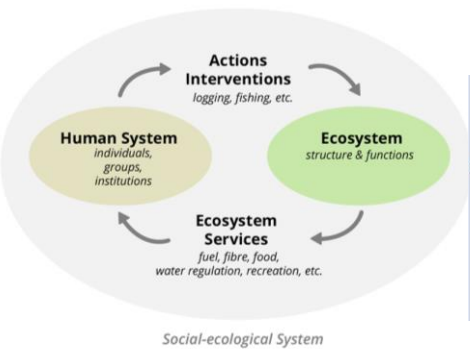 Actions
Interventions
logging, fishing, etc.
Human System
individuals,
groups,
institutions
Ecosystem
structure & functions
Ecosystem
Services
fuel, fibre, food,
water regulation, recreation, etc.
Social-ecological System